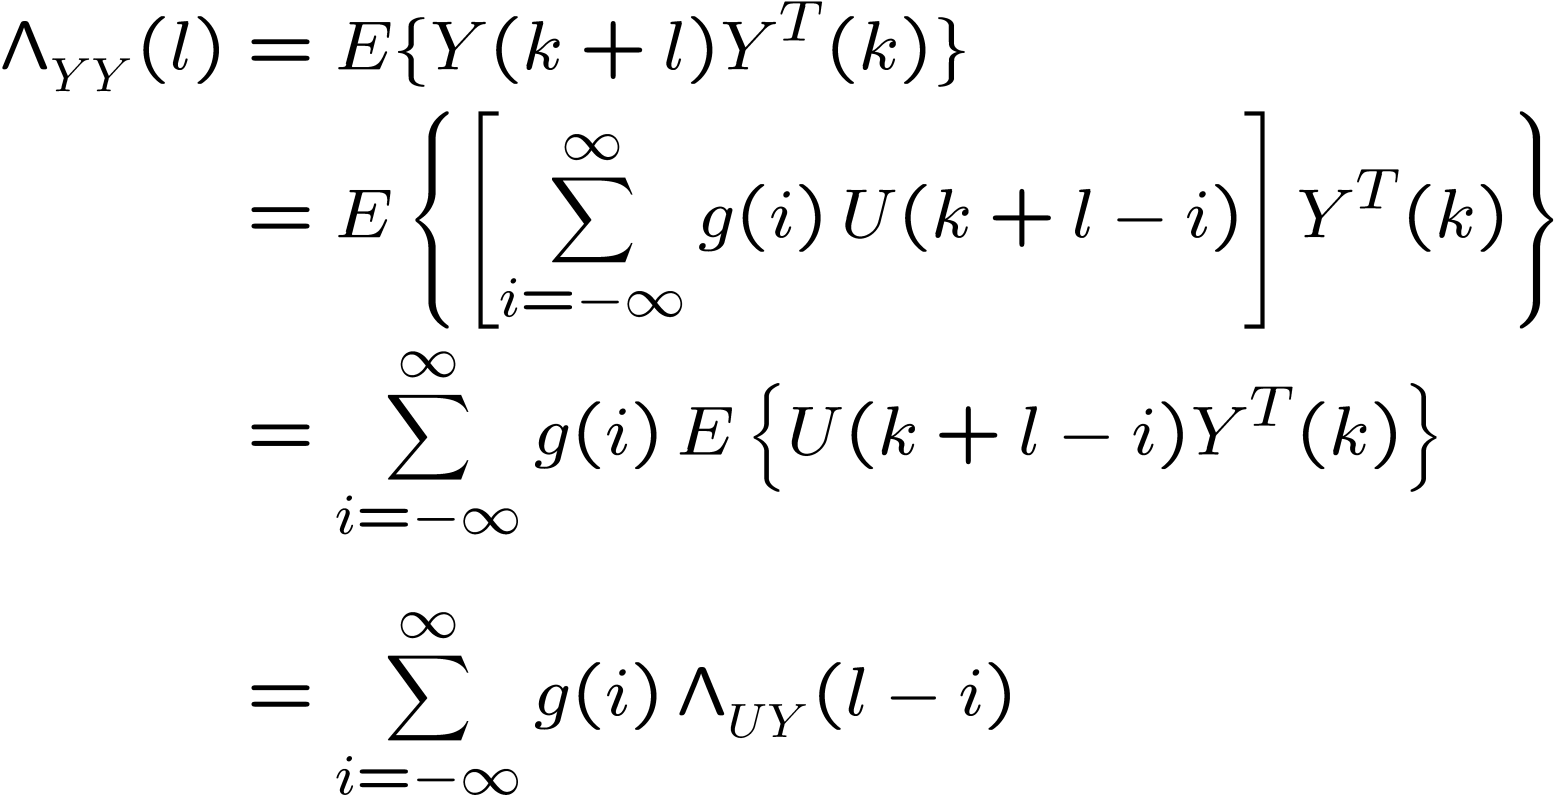 Λ_{YY}(l) = E{Y(k + l)Y^T(k)}
= E { [ ∑_{i=−∞}^{∞} g(i) U(k + l − i) ] Y^T(k) }
= ∑_{i=−∞}^{∞} g(i) E {U(k + l − i)Y^T(k)}
= ∑_{i=−∞}^{∞} g(i) Λ_{UY}(l − i)